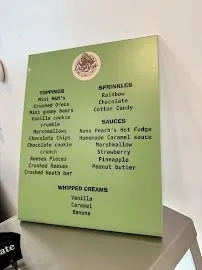 TOPPINGS
Mini M&M's
Crushed Oreo
Mini gummy bears
Vanilla cookie
crumble
Marshmallows
Chocolate Chips
Chocolate cookie
crunch
Reeses Pieces
Crushed Reeses
Crushed Heath bar
SPRINKLES
Rainbow
Chocolate
Cotton Candy
SAUCES
Nana Peach's Hot Fudge
Homemade Caramel sauce
Marshmallow
Strawberry
Pineapple
Peanut butter
WHIPPED CREAMS
Vanilla
Caramel
Banana